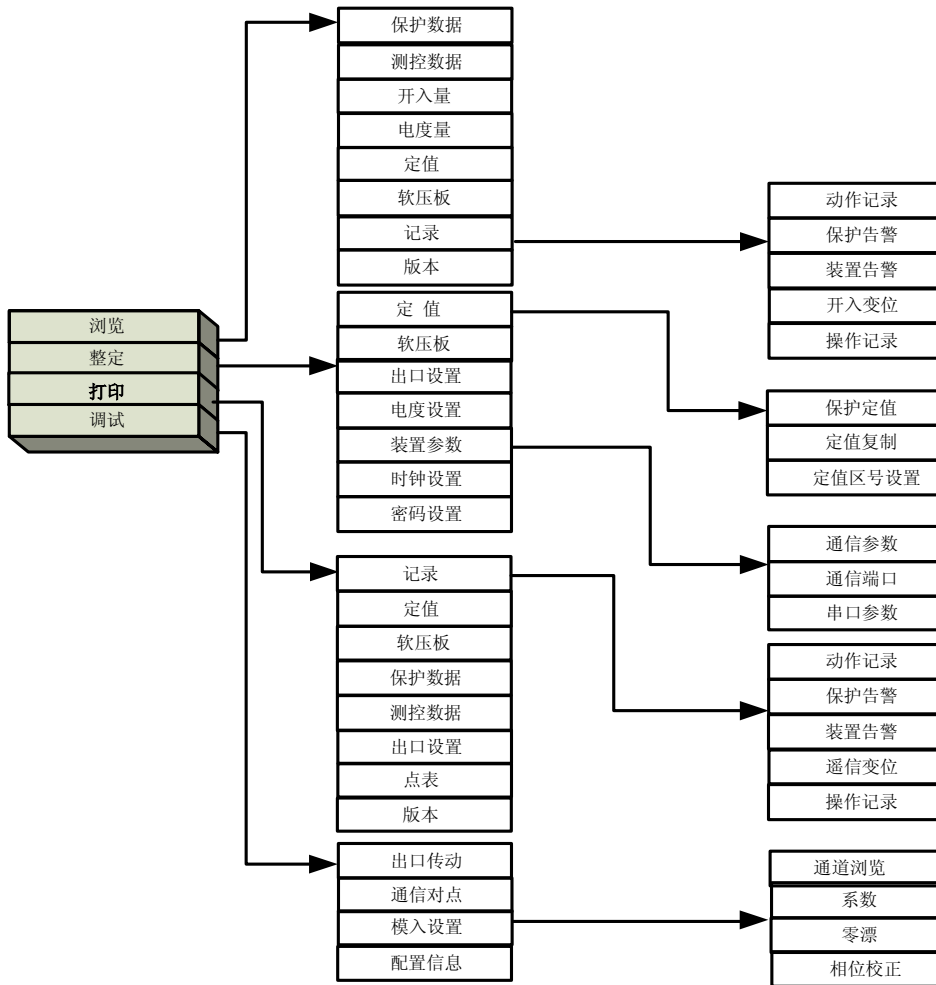 浏览
整定
打印
调试
保护数据
测控数据
开入量
电度量
定值
软压板
记录
版本
动作记录
保护告警
装置告警
开入变位
操作记录
定 值
软压板
出口设置
电度设置
装置参数
时钟设置
密码设置
保护定值
定值复制
定值区号设置
通信参数
通信端口
串口参数
记录
定值
软压板
保护数据
测控数据
出口设置
点表
版本
动作记录
保护告警
装置告警
遥信变位
操作记录
出口传动
通信对点
模入设置
配置信息
通道浏览
系数
零漂
相位校正